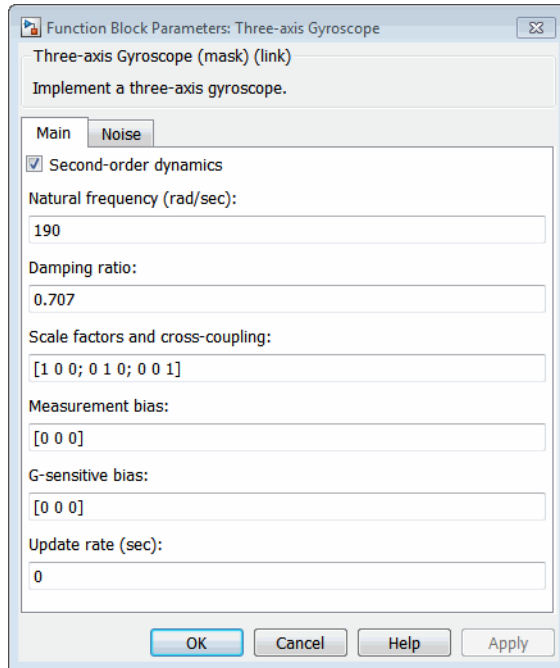 Function Block Parameters: Three-axis Gyroscope
Three-axis Gyroscope (mask) (link)
Implement a three-axis gyroscope.
Main Noise
Second-order dynamics
Natural frequency (rad/sec):
190
Damping ratio:
0.707
Scale factors and cross-coupling:
[1 0 0; 0 1 0; 0 0 1]
Measurement bias:
[0 0 0]
G-sensitive bias:
[0 0 0]
Update rate (sec):
0
OK Cancel Help Apply